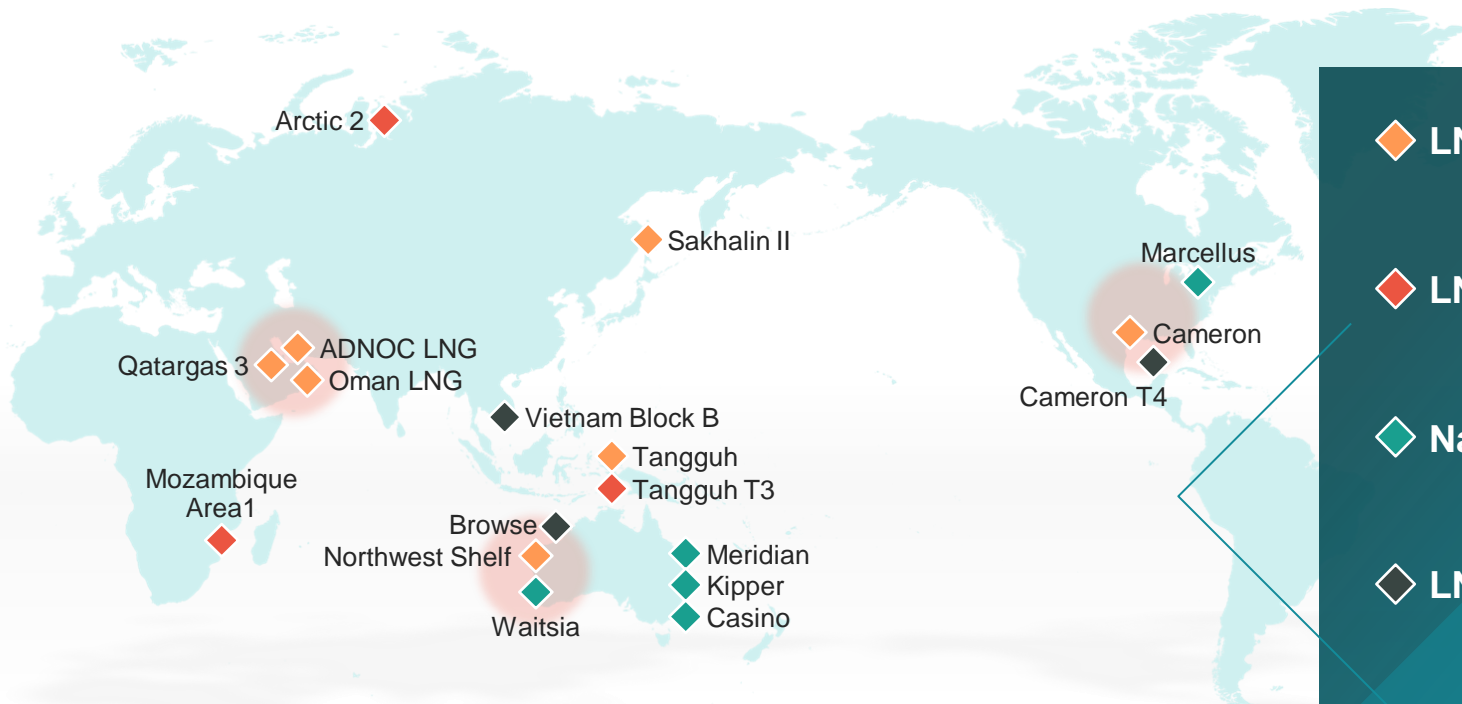 Arctic 2
Sakhalin II
Marcellus
Cameron
Cameron T4
ADNOC LNG
Qatargas 3
Oman LNG
Vietnam Block B
Tangguh
Tangguh T3
Mozambique
Area1
Browse
Northwest Shelf
Waitsia
Meridian
Kipper
Casino